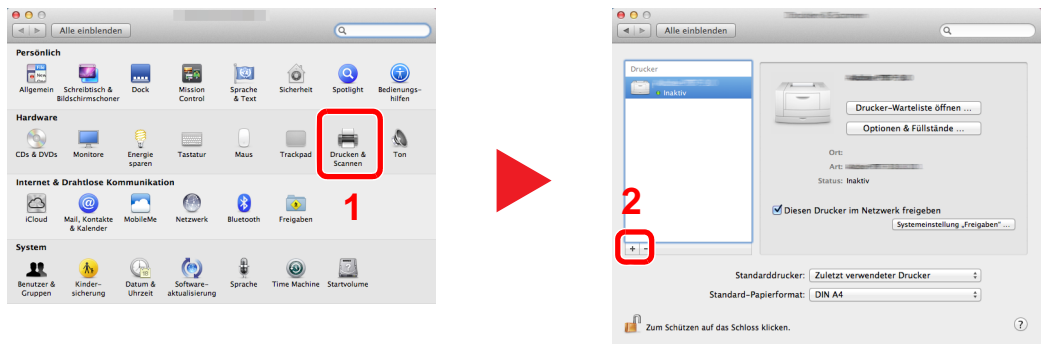 Alle einblenden
Persönlich
Allgemein
Schreibtisch &
Bildschirmschoner
Dock
Mission
Control
Sprache
& Text
Sicherheit
Spotlight
Bedienungs-
hilfen
Hardware
CDs & DVDs
Monitore
Energie
sparen
Tastatur
Maus
Trackpad
Drucken &
Scannen
Ton
Internet & Drahtlose Kommunikation
1
iCloud
Mail, Kontakte
& Kalender
MobileMe
Netzwerk
Bluetooth
Freigaben
System
Benutzer &
Gruppen
Kinder-
sicherung
Datum &
Uhrzeit
Software-
aktualisierung
Sprache
Time Machine
Startvolume
Alle einblenden
Drucker
Inaktiv
Drucker-Warteliste öffnen ...
Optionen & Füllstände ...
Ort:
Art:
Status: Inaktiv
2
Diesen Drucker im Netzwerk freigeben
Systemeinstellung „Freigaben“ ...
+ -
Standarddrucker: Zuletzt verwendeter Drucker
Standard-Papierformat: DIN A4
Zum Schützen auf das Schloss klicken.
?